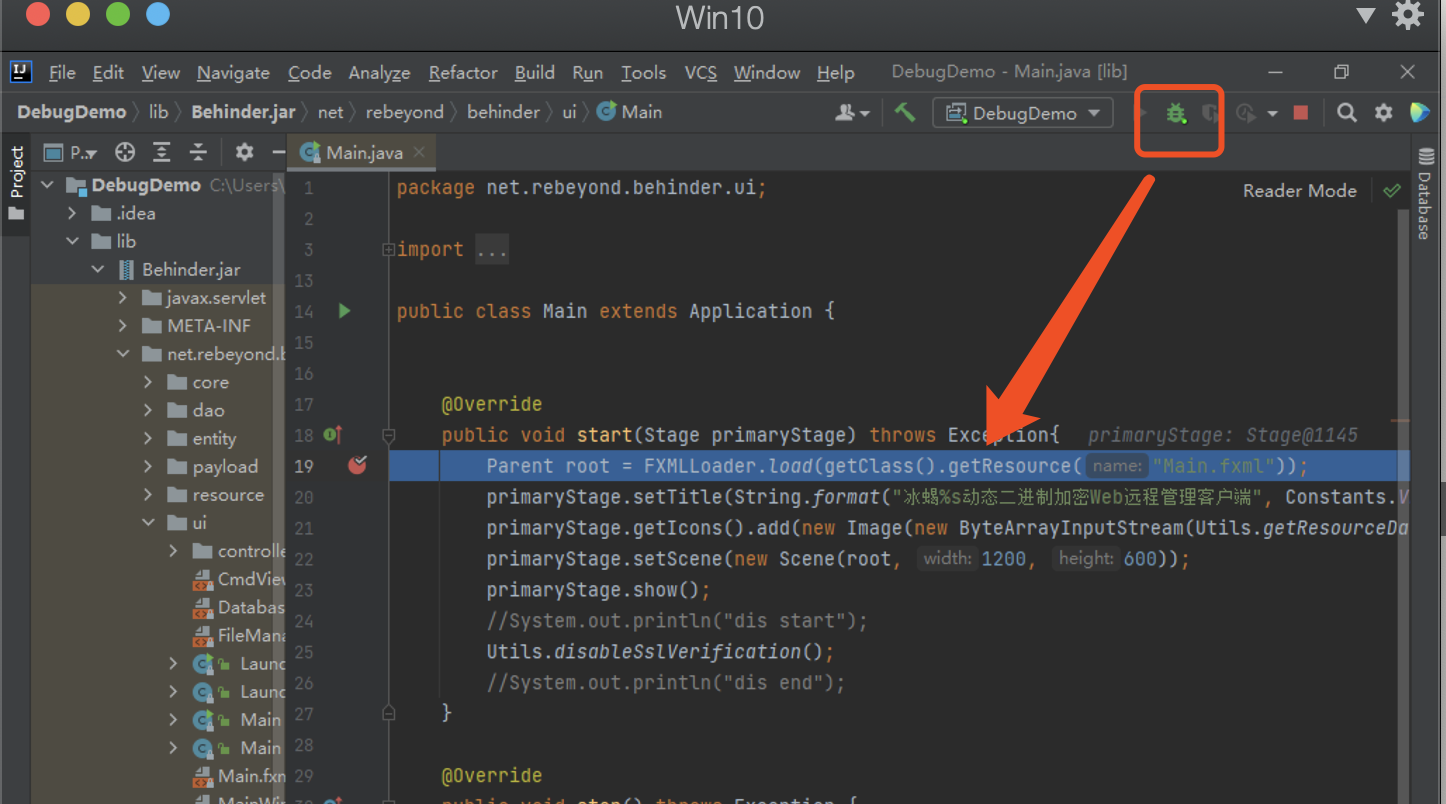 Win10
File Edit View Navigate Code Analyze Refactor Build Run Tools VCS Window Help DebugDemo - Main.java [lib]
DebugDemo lib Behinder.jar net rebeyond behinder ui Main DebugDemo
Project
P...
Main.java
DebugDemo C:\Users\
.idea
lib
Behinder.jar
javax.servlet
META-INF
net.rebeyond.b
core
dao
entity
payload
resource
ui
controlle
CmdView
Databas
FileMana
Launc
Launc
Main
Main
Main.fxm
MainWin
Reader Mode
Database
1 package net.rebeyond.behinder.ui;
2
3 import ...
13
14 public class Main extends Application {
15
16
17 @Override
18 public void start(Stage primaryStage) throws Exception{ primaryStage: Stage@1145
19 Parent root = FXMLLoader.load(getClass().getResource( name: "Main.fxml"));
20 primaryStage.setTitle(String.format("冰蝎%s动态二进制加密Web远程管理客户端", Constants.V
21 primaryStage.getIcons().add(new Image(new ByteArrayInputStream(Utils.getResourceDa
22 primaryStage.setScene(new Scene(root, width: 1200, height: 600));
23 primaryStage.show();
24 //System.out.println("dis start");
25 Utils.disableSslVerification();
26 //System.out.println("dis end");
27 }
28
29 @Override
30 public void stop() throws Exception {